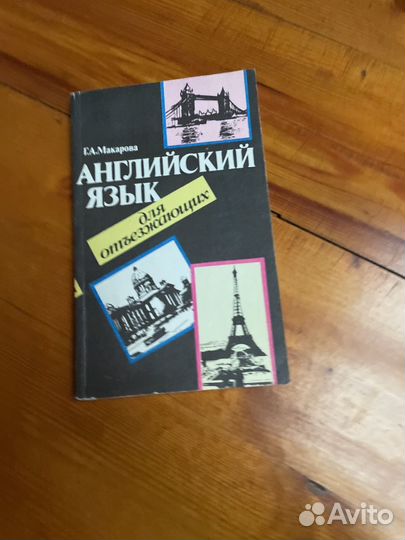 Г.А.Макарова
АНГЛИЙСКИЙ
ЯЗЫК
для
отъезжающих
Avito